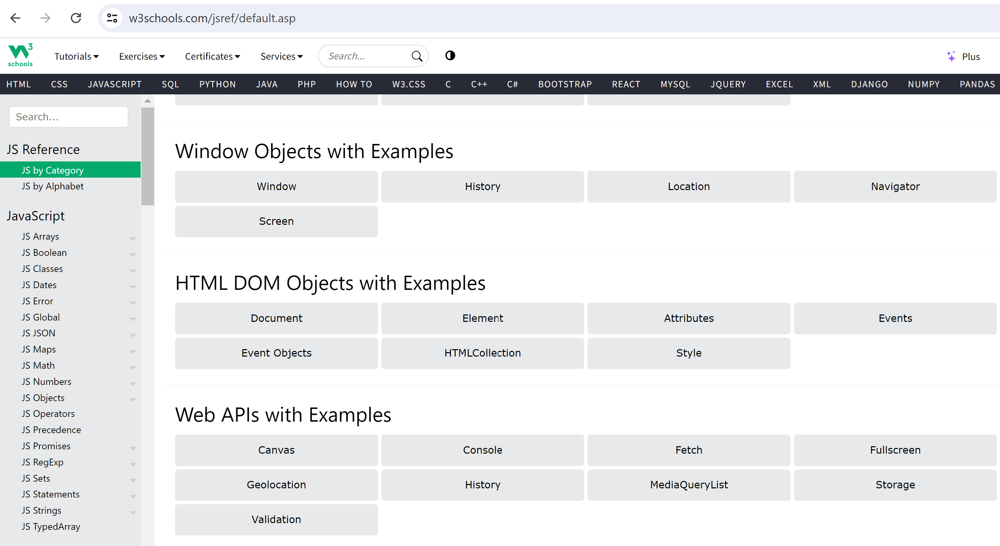 w3schools.com/jsref/default.asp
W3 schools Tutorials Exercises Certificates Services Search... Plus
HTML CSS JAVASCRIPT SQL PYTHON JAVA PHP HOW TO W3.CSS C C++ C# BOOTSTRAP REACT MYSQL JQUERY EXCEL XML DJANGO NUMPY PANDAS
Search...
JS Reference
JS by Category
JS by Alphabet
JavaScript
JS Arrays
JS Boolean
JS Classes
JS Dates
JS Error
JS Global
JS JSON
JS Maps
JS Math
JS Numbers
JS Objects
JS Operators
JS Precedence
JS Promises
JS RegExp
JS Sets
JS Statements
JS Strings
JS TypedArray
Window Objects with Examples
Window History Location Navigator
Screen
HTML DOM Objects with Examples
Document Element Attributes Events
Event Objects HTMLCollection Style
Web APIs with Examples
Canvas Console Fetch Fullscreen
Geolocation History MediaQueryList Storage
Validation